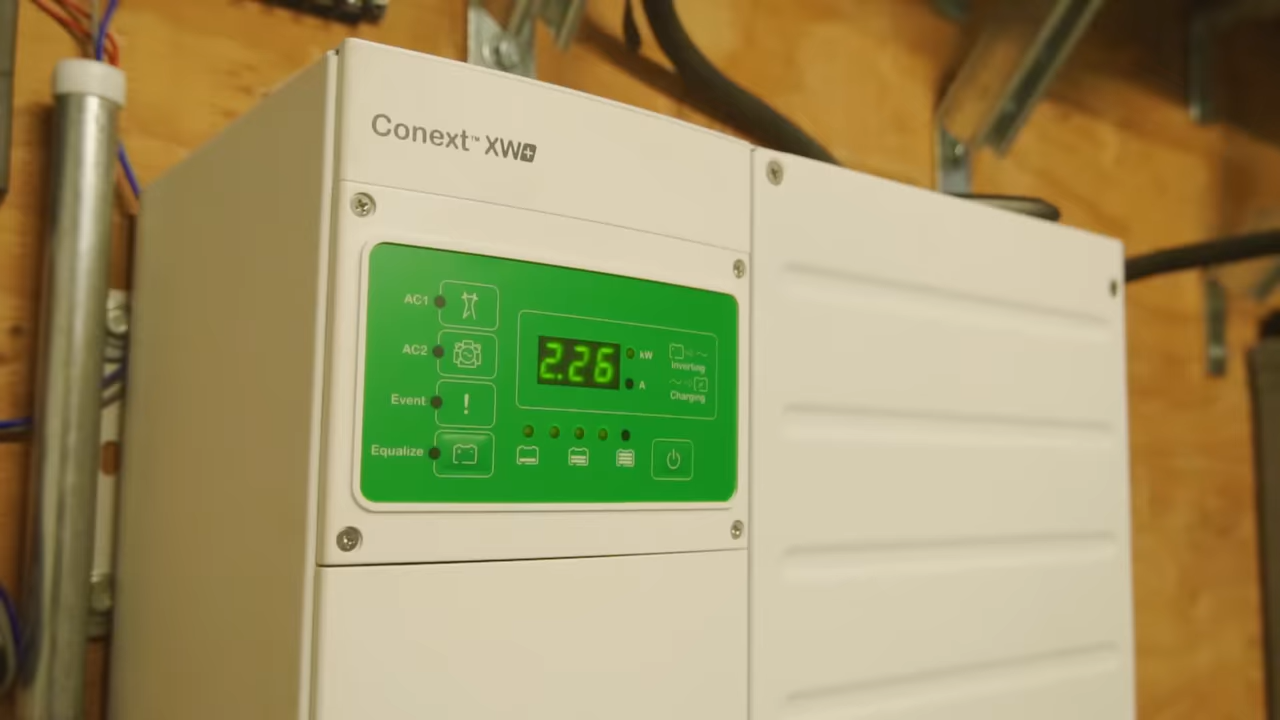 Conext™ XW+
AC1
AC2
Event
!
Equalize
2.26
kW
A
Inverting
Charging